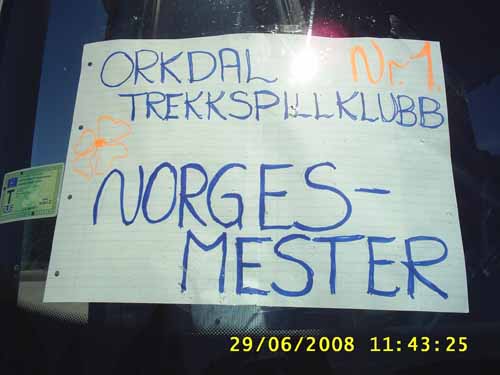 ORKDAL Nr. 1
TREKKSPILLKLUBB
NORGES-
MESTER
T
29/06/2008 11:43:25